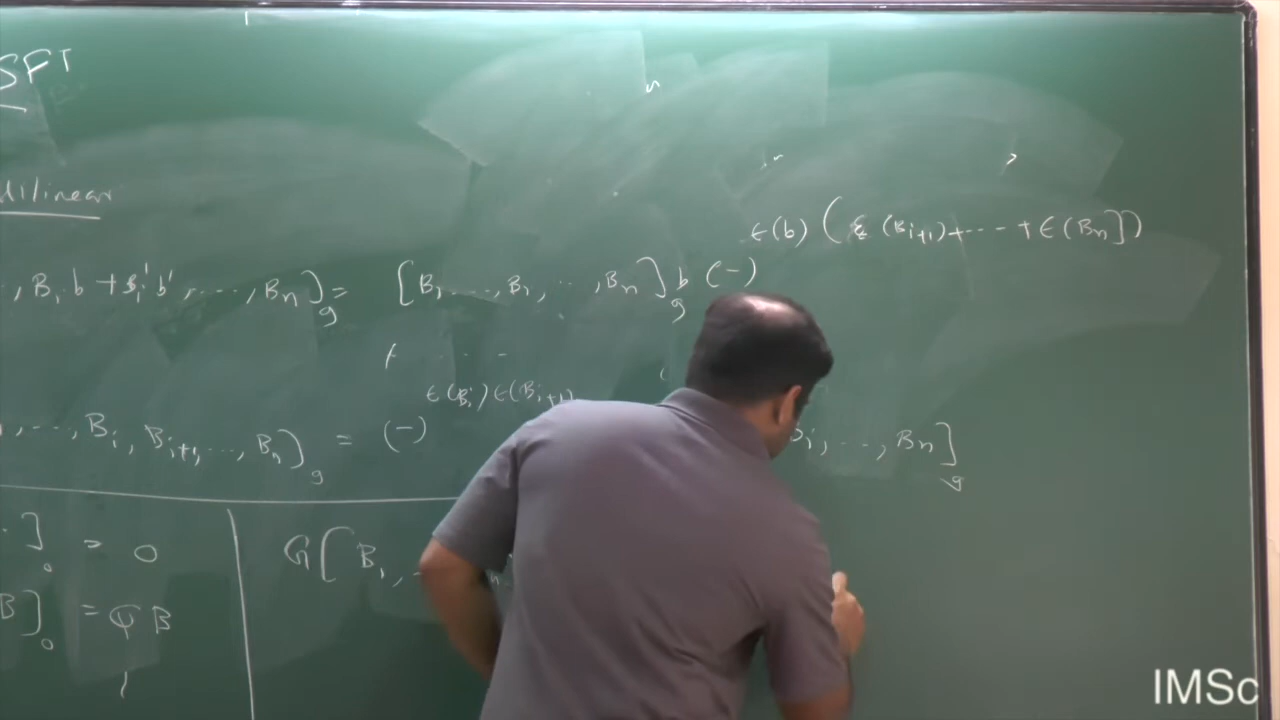 SFT
ϵ(b) ( ϵ(B_{i+1}) + ... + ϵ(B_n])
, B_i b + B_i' b', ..., B_n]_g = [B_1 ..., B_i, ..., B_n]_g b (-)
+ . - -
ϵ(B_i) ϵ(B_{i+1})
, ..., B_i, B_{i+1}, ..., B_n]_g = (-) B_i, ..., B_n]_g
]_0 = 0
G[B_1, -
B]_0 = Q B
IMSc